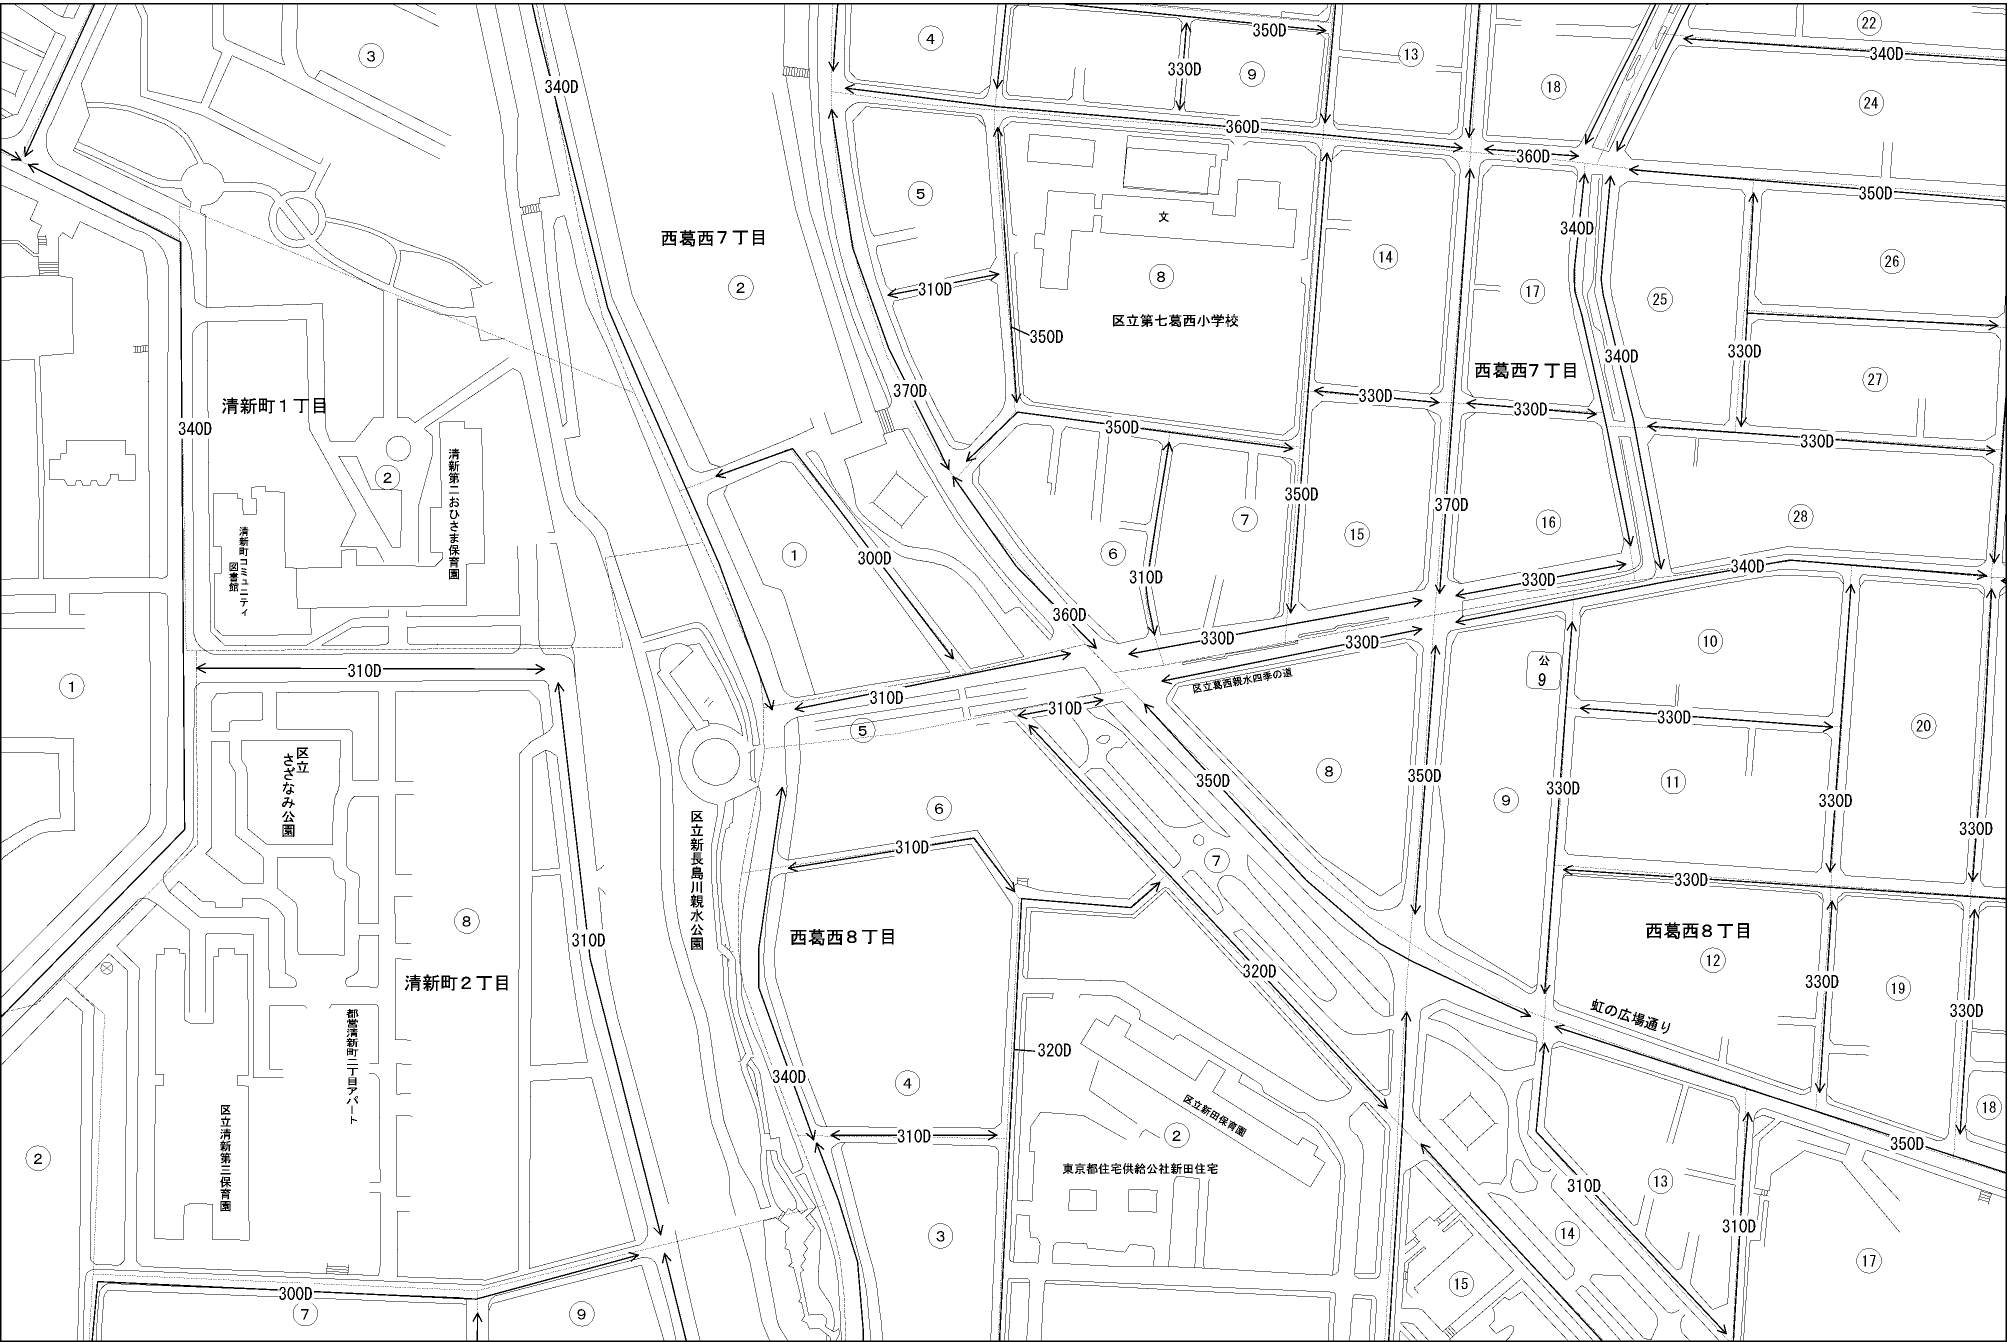 ④
350D
⑬
㉒
340D
③
340D
330D
⑨
⑱
㉔
360D
360D
⑤
350D
文
340D
西葛西７丁目
②
⑧
⑭
⑰
㉖
310D
㉕
区立第七葛西小学校
350D
340D
330D
西葛西７丁目
㉗
370D
330D
330D
清新町１丁目
340D
350D
330D
②
清新第二おひさま保育園
清新町コミュニティ
図書館
①
300D
⑥
⑦
350D
⑮
370D
⑯
㉘
310D
330D
340D
360D
330D
330D
⑩
公
9
区立葛西親水四季の道
310D
①
310D
310D
⑤
330D
⑳
区立
さざなみ公園
350D
⑧
350D
⑨
330D
⑪
330D
330D
⑥
区立新長島川親水公園
310D
⑦
330D
⑧
310D
西葛西８丁目
西葛西８丁目
⑫
320D
330D
⑲
330D
清新町２丁目
虹の広場通り
都営清新町二丁目アパート
320D
340D
④
区立新田保育園
②
310D
⑱
350D
区立清新第三保育園
②
東京都住宅供給公社新田住宅
⑬
310D
310D
③
⑭
⑰
⑮
300D
⑦
⑨